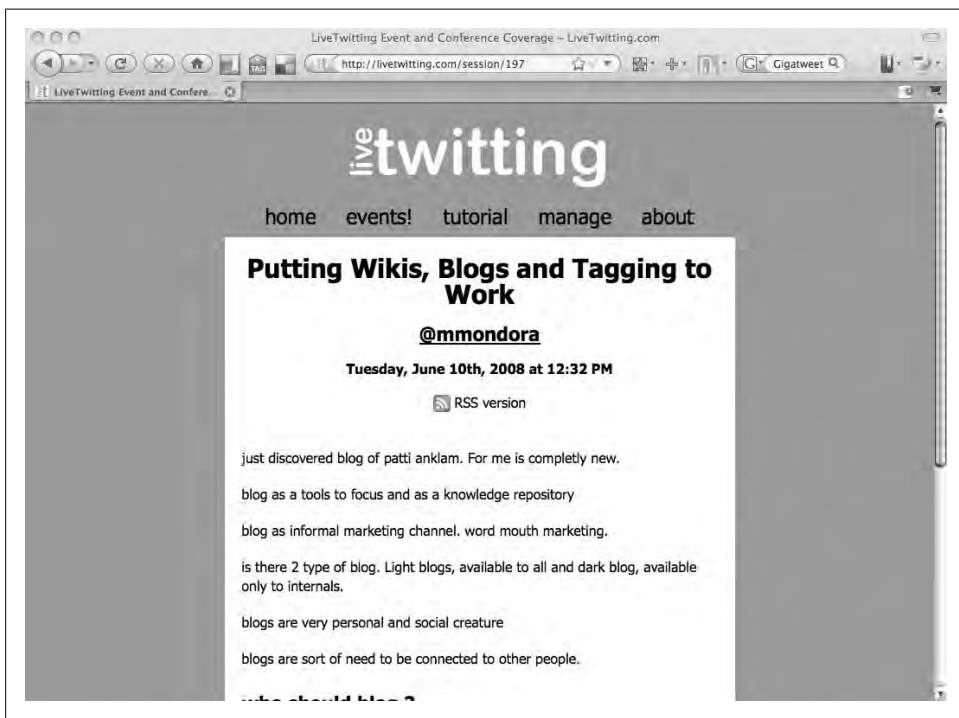 LiveTwitting Event and Conference Coverage – LiveTwitting.com
http://livetwitting.com/session/197
Gigatweet
LiveTwitting Event and Confere...
live twitting
home events! tutorial manage about
Putting Wikis, Blogs and Tagging to
Work
@mmondora
Tuesday, June 10th, 2008 at 12:32 PM
RSS version
just discovered blog of patti anklam. For me is completly new.
blog as a tools to focus and as a knowledge repository
blog as informal marketing channel. word mouth marketing.
is there 2 type of blog. Light blogs, available to all and dark blog, available
only to internals.
blogs are very personal and social creature
blogs are sort of need to be connected to other people.
who should blog ?